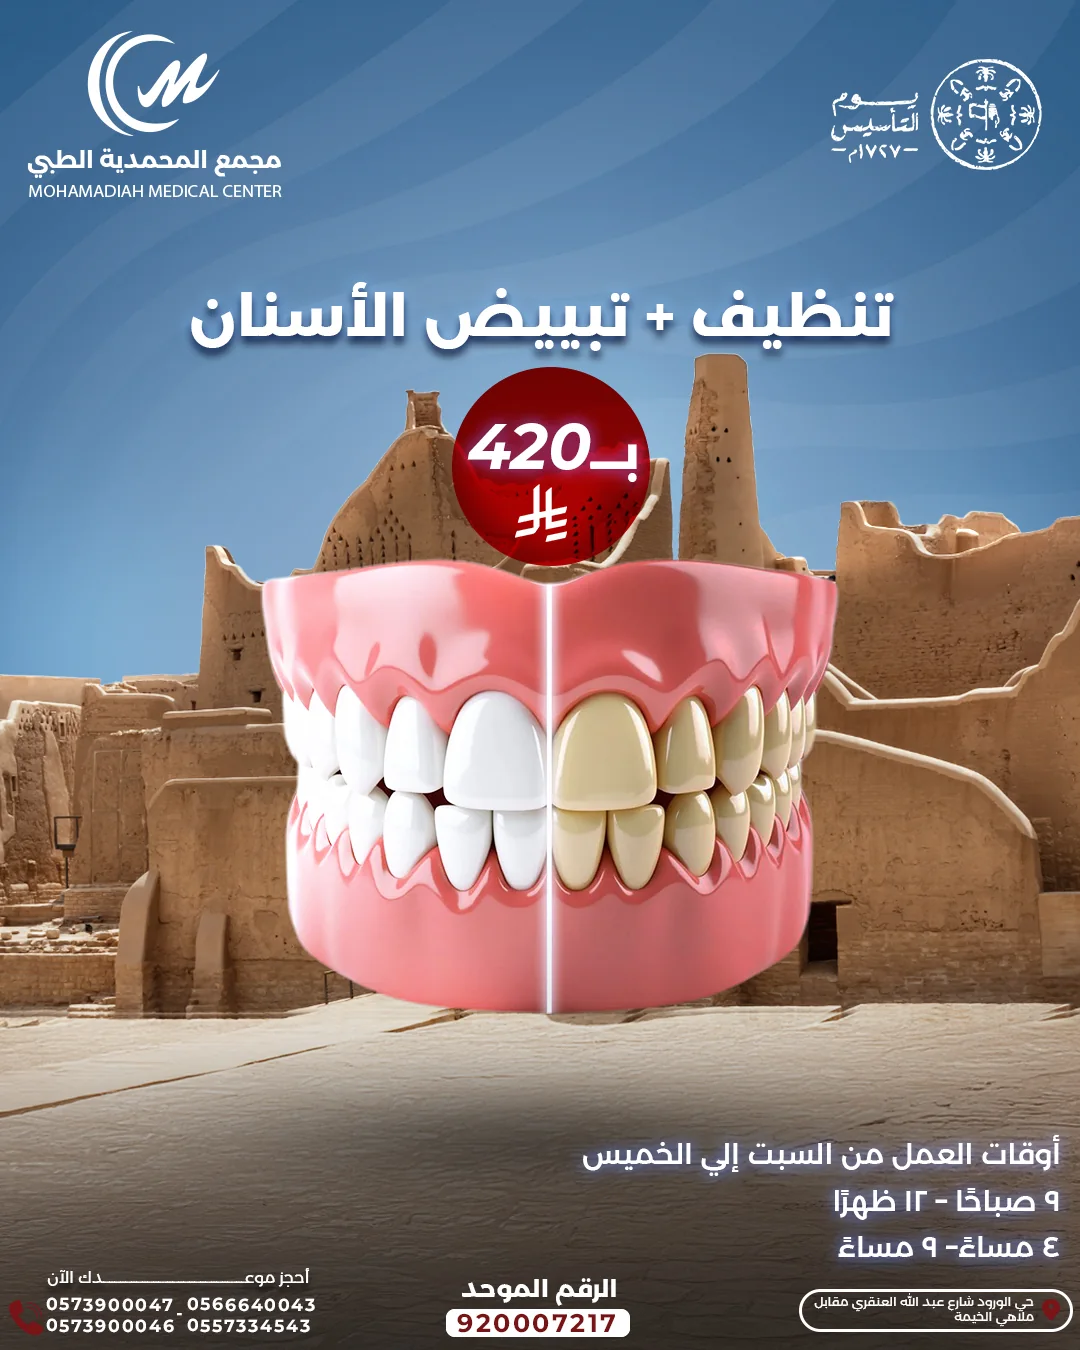 مجمع المحمدية الطبي
MOHAMADIAH MEDICAL CENTER
يــوم
التأسيس
١٧٢٧م
تنظيف + تبييض الأسنان
بـ420
أوقات العمل من السبت إلي الخميس
٩ صباحًا - ١٢ ظهرًا
٤ مساءً- ٩ مساءً
أحجز موعـــــــــــدك الآن
0573900047 - 0566640043
0573900046 0557334543
الرقم الموحد
920007217
حي الورود شارع عبد الله العنقري مقابل
ملاهي الخيمة